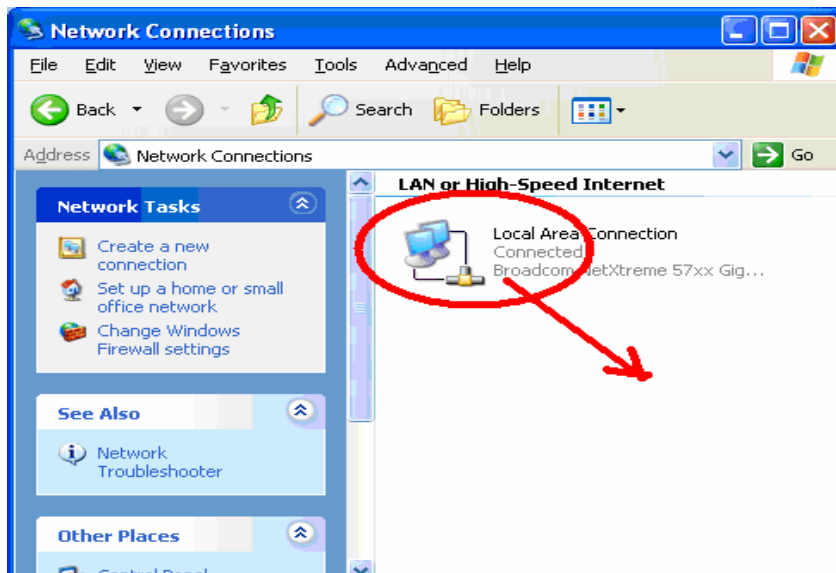 Network Connections
File Edit View Favorites Tools Advanced Help
Back Search Folders
Address Network Connections Go
Network Tasks
Create a new
connection
Set up a home or small
office network
Change Windows
Firewall settings
See Also
Network
Troubleshooter
Other Places
Control Panel
LAN or High-Speed Internet
Local Area Connection
Connected
Broadcom NetXtreme 57xx Gig...